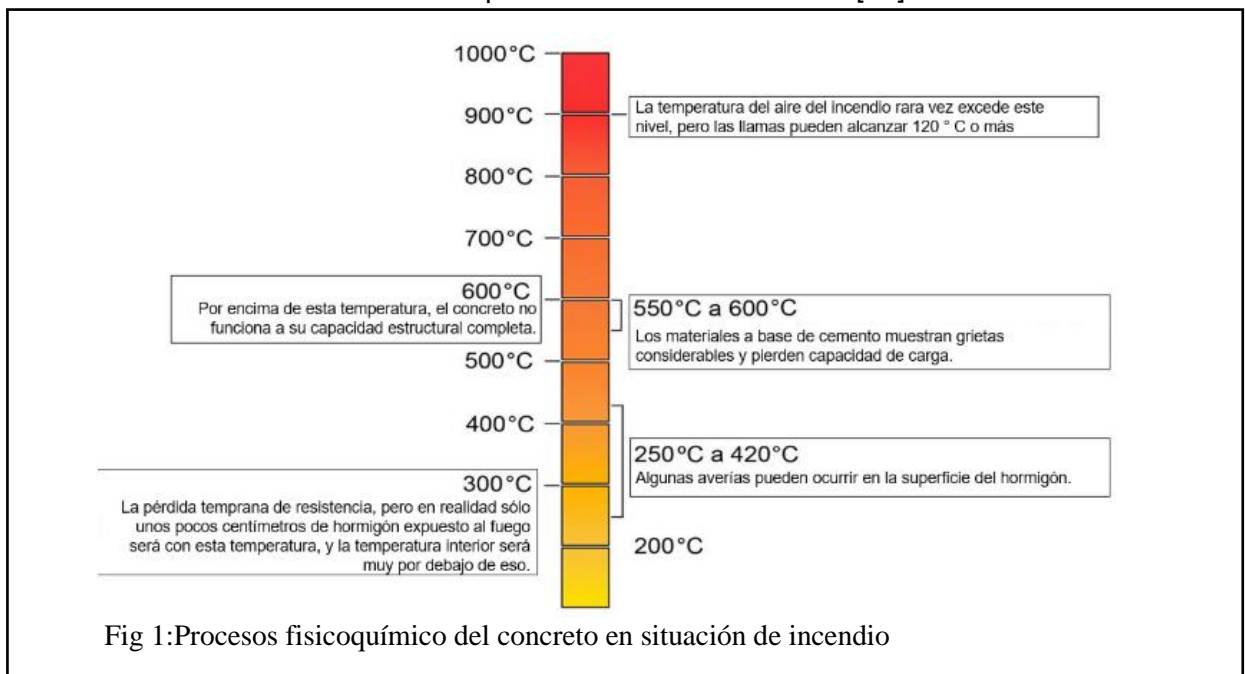 1000°C
900°C
La temperatura del aire del incendio rara vez excede este
nivel, pero las llamas pueden alcanzar 120 ° C o más
800°C
700°C
600°C
Por encima de esta temperatura, el concreto no
funciona a su capacidad estructural completa.
550°C a 600°C
Los materiales a base de cemento muestran grietas
considerables y pierden capacidad de carga.
500°C
400°C
250°C a 420°C
Algunas averías pueden ocurrir en la superficie del hormigón.
300°C
La pérdida temprana de resistencia, pero en realidad sólo
unos pocos centímetros de hormigón expuesto al fuego
será con esta temperatura, y la temperatura interior será
muy por debajo de eso.
200°C
Fig 1:Procesos fisicoquímico del concreto en situación de incendio